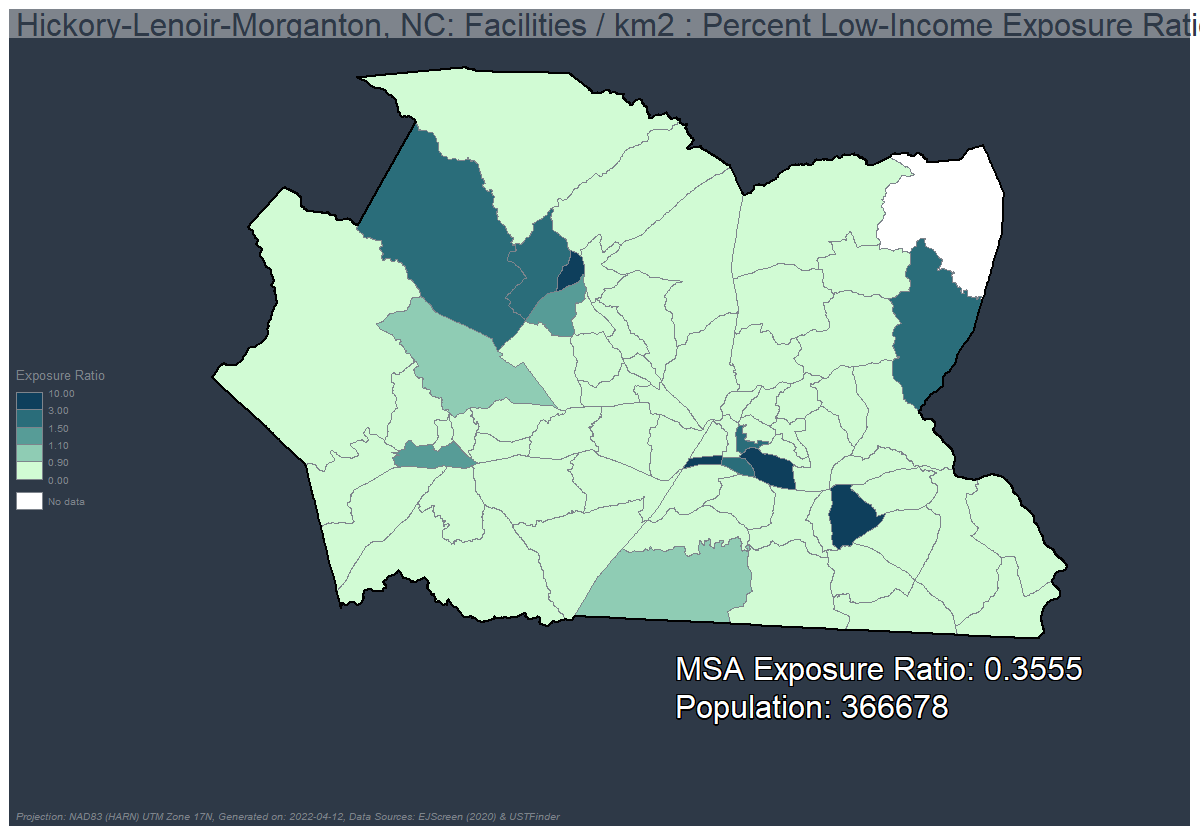 Hickory-Lenoir-Morganton, NC: Facilities / km2 : Percent Low-Income Exposure Rati
Exposure Ratio
10.00
3.00
1.50
1.10
0.90
0.00
No data
MSA Exposure Ratio: 0.3555
Population: 366678
Projection: NAD83 (HARN) UTM Zone 17N, Generated on: 2022-04-12, Data Sources: EJScreen (2020) & USTFinder